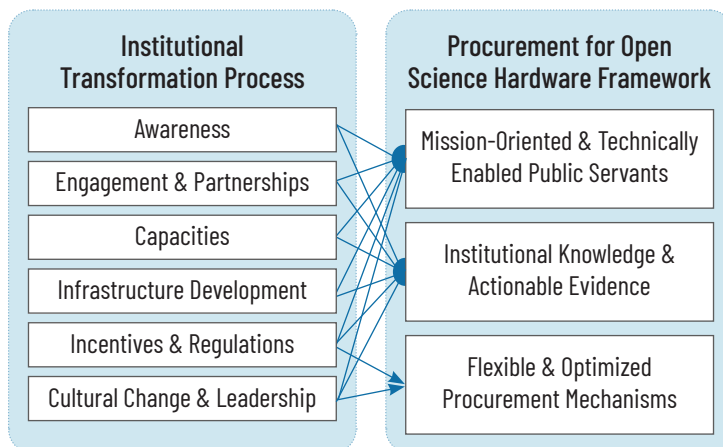 Institutional
Transformation Process
Awareness
Engagement & Partnerships
Capacities
Infrastructure Development
Incentives & Regulations
Cultural Change & Leadership
Procurement for Open
Science Hardware Framework
Mission-Oriented & Technically
Enabled Public Servants
Institutional Knowledge &
Actionable Evidence
Flexible & Optimized
Procurement Mechanisms